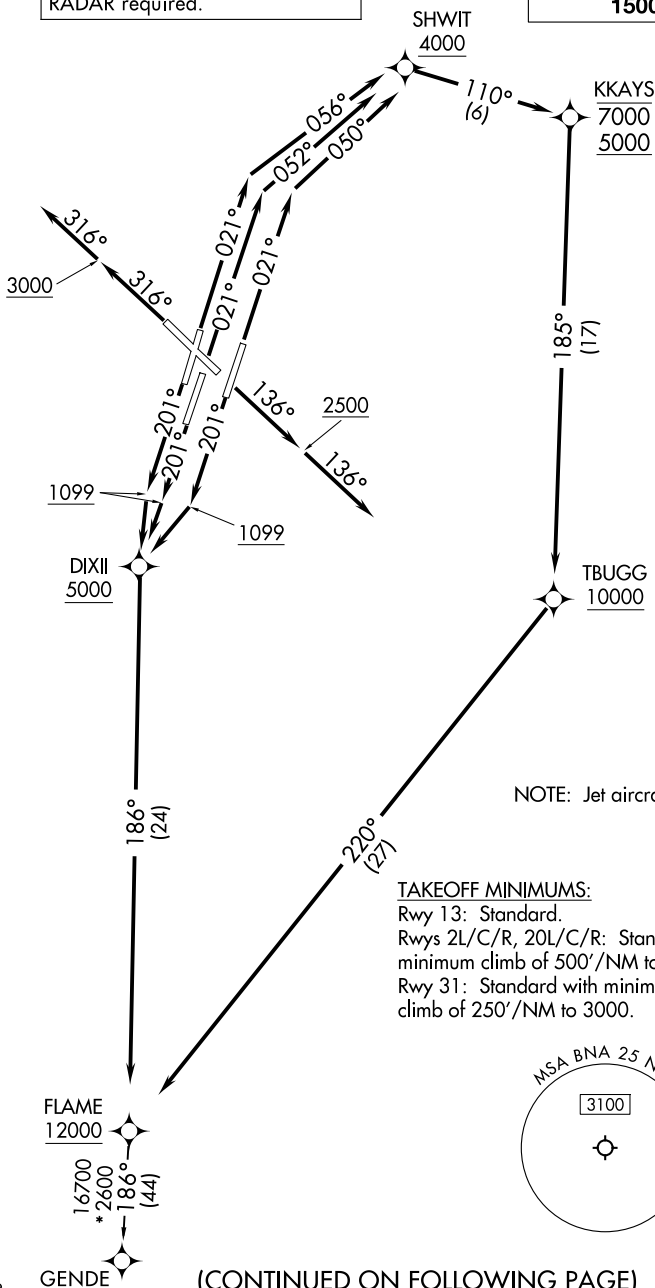 RADAR required.
1500
SHWIT
4000
110°
(6)
KKAYS
7000
5000
056°
052°
050°
021°
021°
021°
316°
3000
316°
185°
(17)
136°
2500
136°
201°
201°
201°
1099
1099
DIXII
5000
TBUGG
10000
186°
(24)
220°
(27)
NOTE: Jet aircra
TAKEOFF MINIMUMS:
Rwy 13: Standard.
Rwys 2L/C/R, 20L/C/R: Stan
minimum climb of 500'/NM to
Rwy 31: Standard with minim
climb of 250'/NM to 3000.
MSA BNA 25 N
3100
FLAME
12000
16700
*2600
186°
(44)
GENDE
(CONTINUED ON FOLLOWING PAGE)